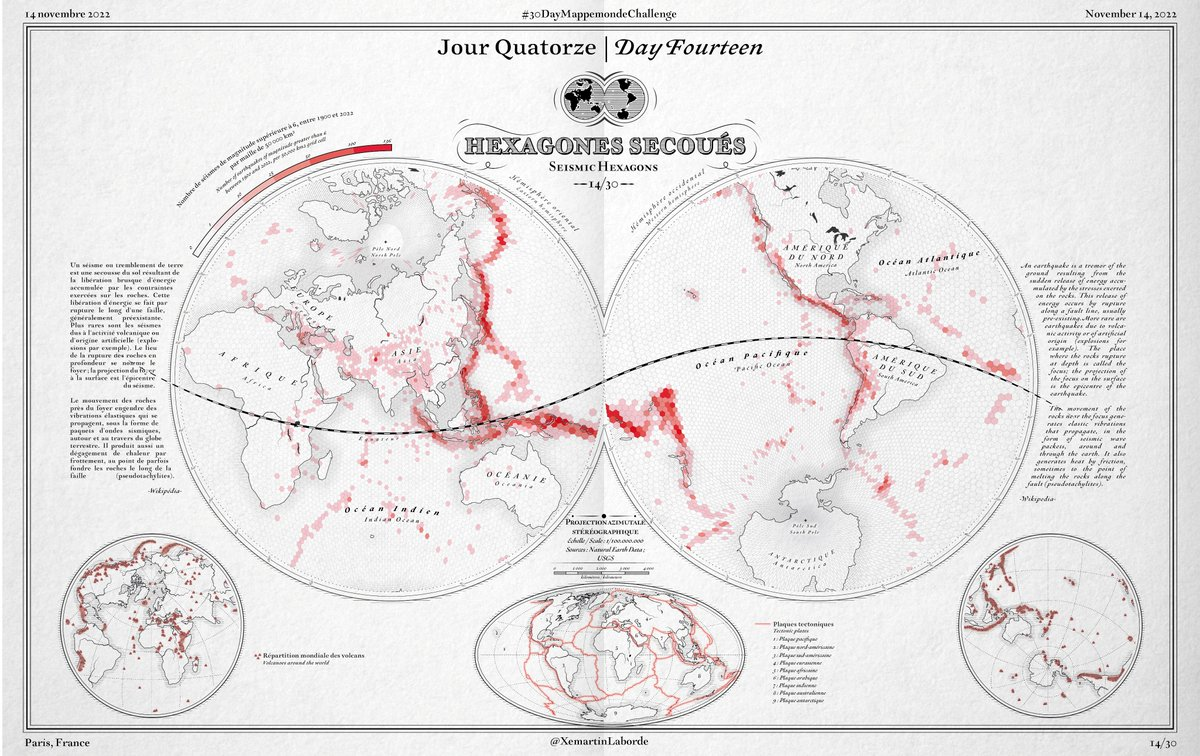 14 novembre 2022
#30DayMappemondeChallenge
November 14, 2022
Jour Quatorze | Day Fourteen
HEXAGONES SECOUÉS
SEISMIC HEXAGONS
14/30
Nombre de séismes de magnitude supérieure à 6, entre 1900 et 2022
par maille de 50 000 km²
Number of earthquakes of magnitude greater than 6
between 1900 and 2022, per 50,000 km2 grid cell
Hémisphère oriental
Eastern hemisphere
Hémisphère occidental
Western hemisphere
Un séisme ou tremblement de terre
est une secousse du sol résultant de
la libération brusque d'énergie
accumulée par les contraintes
exercées sur les roches. Cette
libération d'énergie se fait par
rupture le long d'une faille,
généralement préexistante.
Plus rares sont les séismes
dus à l'activité volcanique ou
d'origine artificielle (explo-
sions par exemple). Le lieu
de la rupture des roches en
profondeur se nomme le
foyer ; la projection du foyer
à la surface est l'épicentre
du séisme.
Le mouvement des roches
près du foyer engendre des
vibrations élastiques qui se
propagent, sous la forme de
paquets d'ondes sismiques,
autour et au travers du globe
terrestre. Il produit aussi un
dégagement de chaleur par
frottement, au point de parfois
fondre les roches le long de la
faille (pseudotachylites).
-Wikipédia-
Pôle Nord
North Pole
EUROPE
Europe
ASIE
Asia
AFRIQUE
Africa
Equateur
OCÉANIE
Oceania
Océan Indien
Indian Ocean
AMÉRIQUE
DU NORD
North America
Océan Atlantique
Atlantic Ocean
Océan Pacifique
Pacific Ocean
AMÉRIQUE
DU SUD
South America
Pôle Sud
South Pole
ANTARCTIQUE
Antarctica
An earthquake is a tremor of the
ground resulting from the
sudden release of energy accu-
mulated by the stresses exerted
on the rocks. This release of
energy occurs by rupture
along a fault line, usually
pre-existing. More rare are
earthquakes due to volca-
nic activity or of artificial
origin (explosions for
example). The place
where the rocks rupture
at depth is called the
focus; the projection of
the focus on the surface
is the epicentre of the
earthquake.
The movement of the
rocks near the focus gene-
rates elastic vibrations
that propagate, in the
form of seismic wave
packets, around and
through the earth. It also
generates heat by friction,
sometimes to the point of
melting the rocks along the
fault (pseudotachylites).
-Wikipedia-
PROJECTION AZIMUTALE
STÉRÉOGRAPHIQUE
Échelle / Scale : 1/100.000.000
Sources : Natural Earth Data ;
USGS
0 1 000 2 000 3 000 4 000
kilomètres / kilometers
Répartition mondiale des volcans
Volcanoes around the world
Plaques tectoniques
Tectonic plates
1 : Plaque pacifique
2 : Plaque nord-américaine
3 : Plaque sud-américaine
4 : Plaque eurasienne
5 : Plaque africaine
6 : Plaque arabique
7 : Plaque indienne
8 : Plaque australienne
9 : Plaque antarctique
Paris, France
@XemartinLaborde
14/30